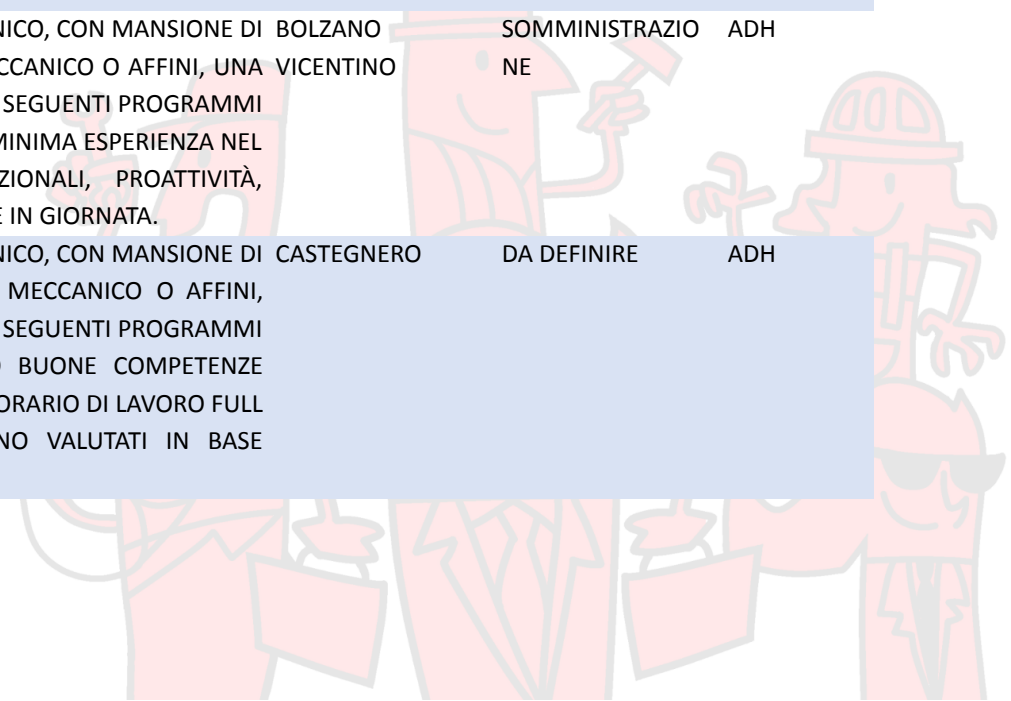 NICO, CON MANSIONE DI BOLZANO SOMMINISTRAZIO ADH
CCANICO O AFFINI, UNA VICENTINO NE
SEGUENTI PROGRAMMI
MINIMA ESPERIENZA NEL
ZIONALI, PROATTIVITÀ,
E IN GIORNATA.
NICO, CON MANSIONE DI CASTEGNERO DA DEFINIRE ADH
MECCANICO O AFFINI,
SEGUENTI PROGRAMMI
BUONE COMPETENZE
ORARIO DI LAVORO FULL
NO VALUTATI IN BASE